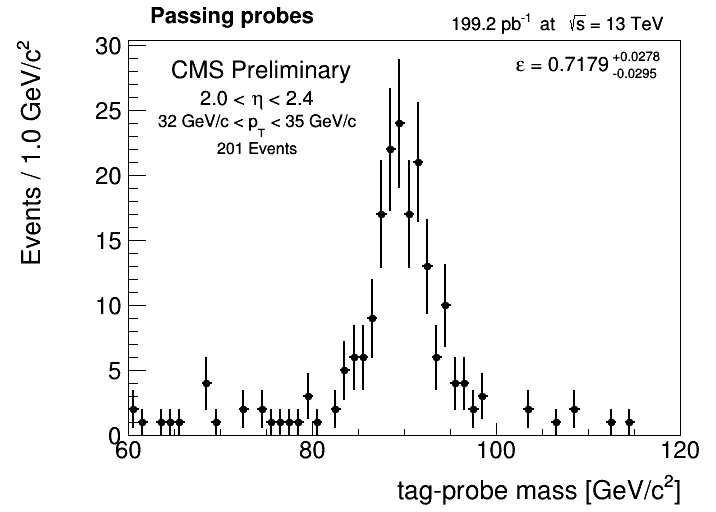 Passing probes
199.2 pb⁻¹ at √s = 13 TeV
CMS Preliminary
2.0 < η < 2.4
32 GeV/c < p_T < 35 GeV/c
201 Events
ε = 0.7179 +0.0278 -0.0295
Events / 1.0 GeV/c²
30
25
20
15
10
5
0
60 80 100 120
tag-probe mass [GeV/c²]